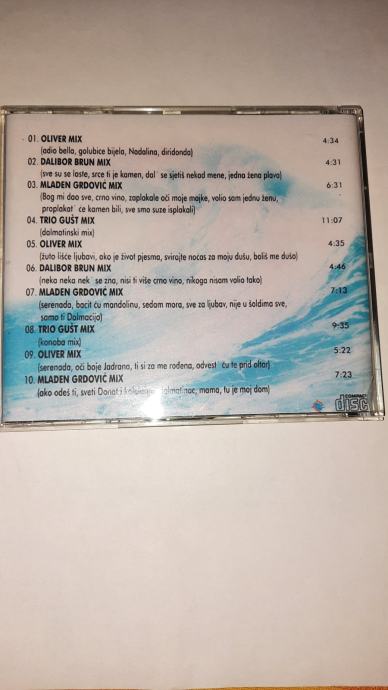 01. OLIVER MIX 4:34
(adio bella, golubice bijela, Nadalina, diridonda)
02. DALIBOR BRUN MIX 4:31
(sve su se laste, srce ti je kamen, dal' se sjetis nekad mene, jedna žena plava)
03. MLADEN GRDOVIĆ MIX 6:31
(Bog mi dao sve, crno vino, zaplakale oči moje majke, volio sam jednu ženu,
proplakat' će kamen bili, sve smo suze isplakali)
04. TRIO GUŠT MIX 11:07
(dalmatinski mix)
05. OLIVER MIX 4:35
(žuto lišće ljubavi, ako je život pjesma, svirajte nocas za moju dušu, boliš me dušo)
06. DALIBOR BRUN MIX 4:46
(neka neka nek' se zna, nisi ti više crno vino, nikoga nisam volio tako)
07. MLADEN GRDOVIĆ MIX 7:13
(serenada, bacit ću mandolinu, sedam mora, sve za ljubav, nije u šoldima sve,
samo ti Dalmacijo)
08. TRIO GUŠT MIX 9:35
(konoba mix)
09. OLIVER MIX 5:22
(serenada, oči boje Jadrana, ti si za me rođena, odvest ću te prid oltar)
10. MLADEN GRDOVIĆ MIX 7:23
(ako odeš ti, sveti Donat i mama, tu je moj dom)
COMPACT
disc